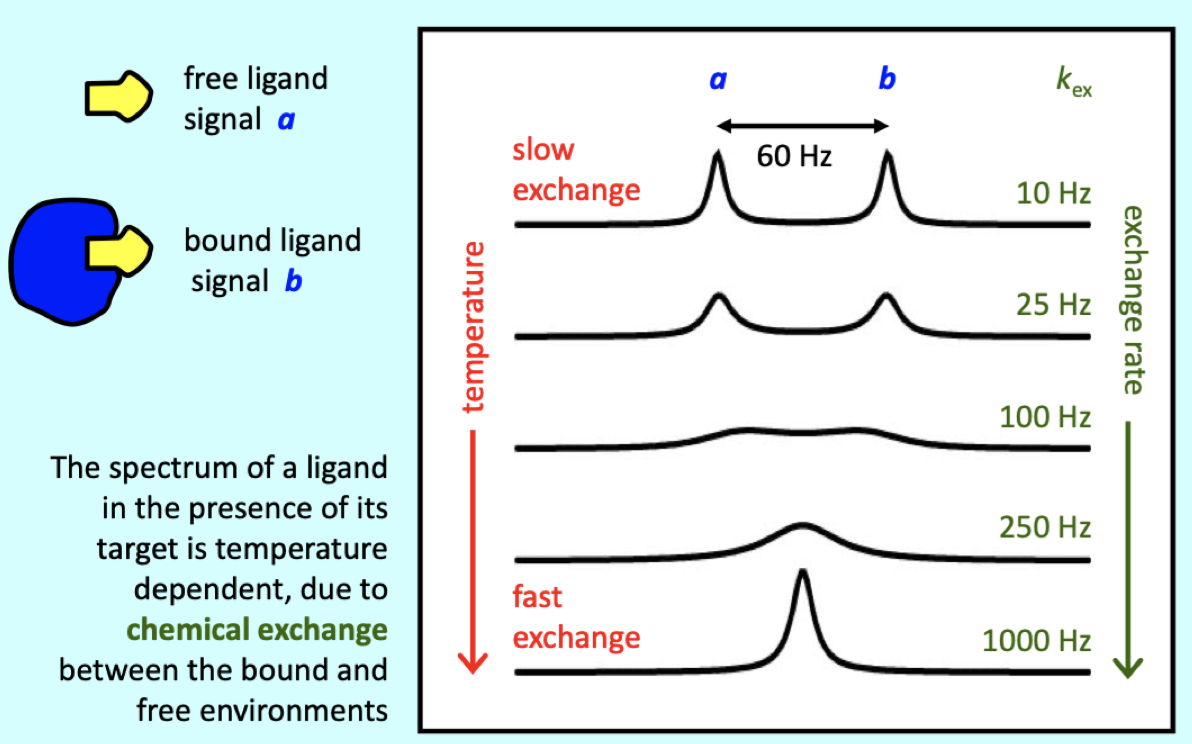 free ligand
signal a
bound ligand
signal b
The spectrum of a ligand
in the presence of its
target is temperature
dependent, due to
chemical exchange
between the bound and
free environments
a b kex
60 Hz
slow
exchange
10 Hz
25 Hz
100 Hz
250 Hz
fast
exchange
1000 Hz
temperature
exchange rate